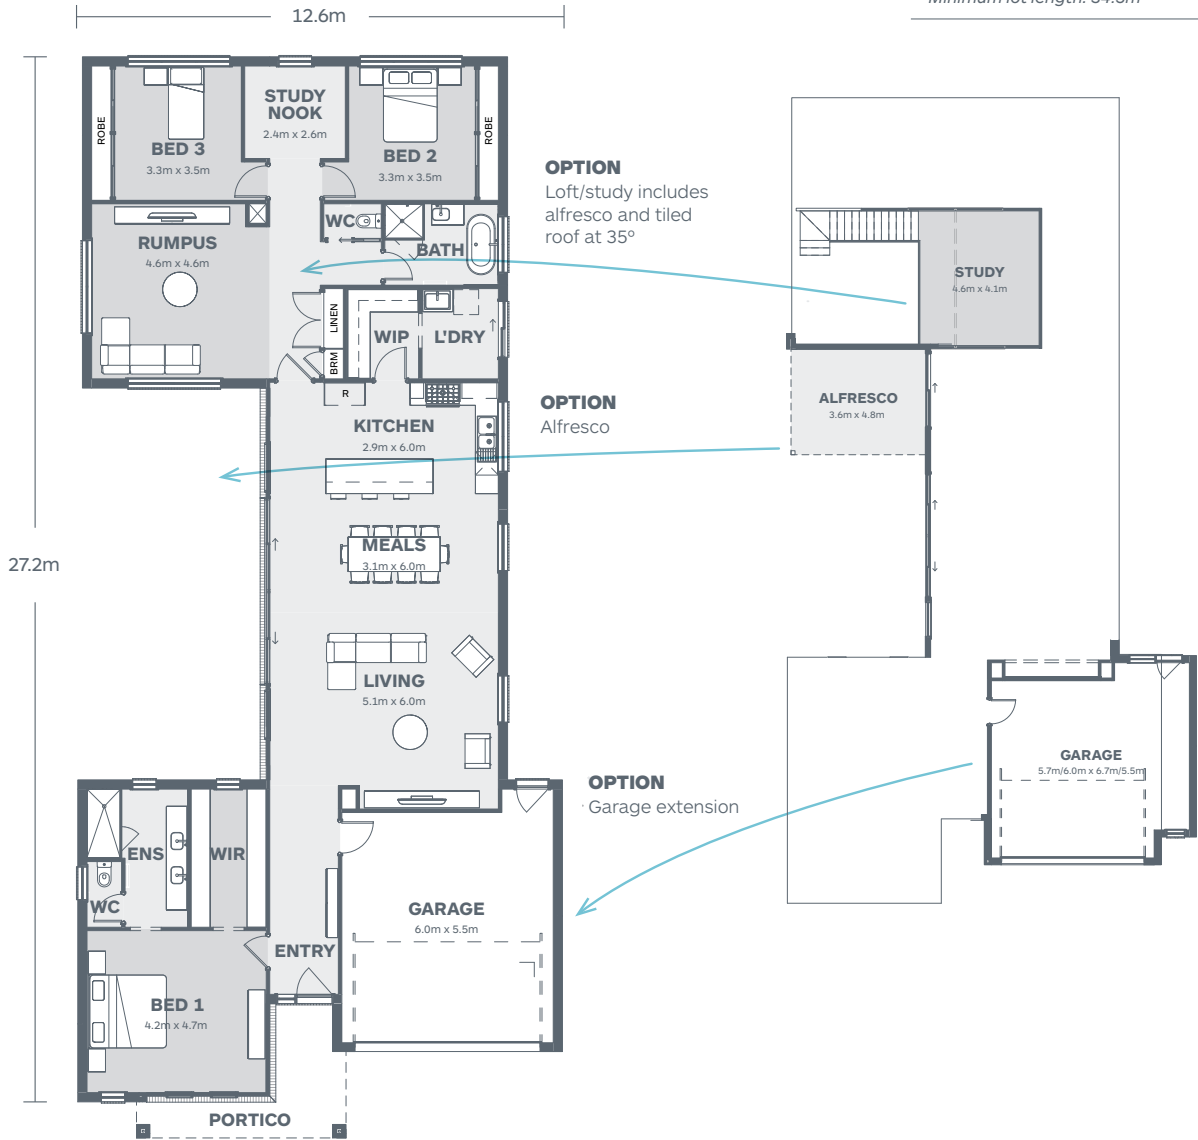 12.6m
Minimum lot length: 34.5m
27.2m
ROBE
BED 3
3.3m x 3.5m
STUDY
NOOK
2.4m x 2.6m
BED 2
3.3m x 3.5m
ROBE
RUMPUS
4.6m x 4.6m
WC
BATH
LINEN
BRM
WIP
L'DRY
R
KITCHEN
2.9m x 6.0m
MEALS
3.1m x 6.0m
LIVING
5.1m x 6.0m
ENS
WIR
WC
ENTRY
GARAGE
6.0m x 5.5m
BED 1
4.2m x 4.7m
PORTICO
OPTION
Loft/study includes
alfresco and tiled
roof at 35°
STUDY
4.6m x 4.1m
OPTION
Alfresco
ALFRESCO
3.6m x 4.8m
OPTION
Garage extension
GARAGE
5.7m/6.0m x 6.7m/5.5m